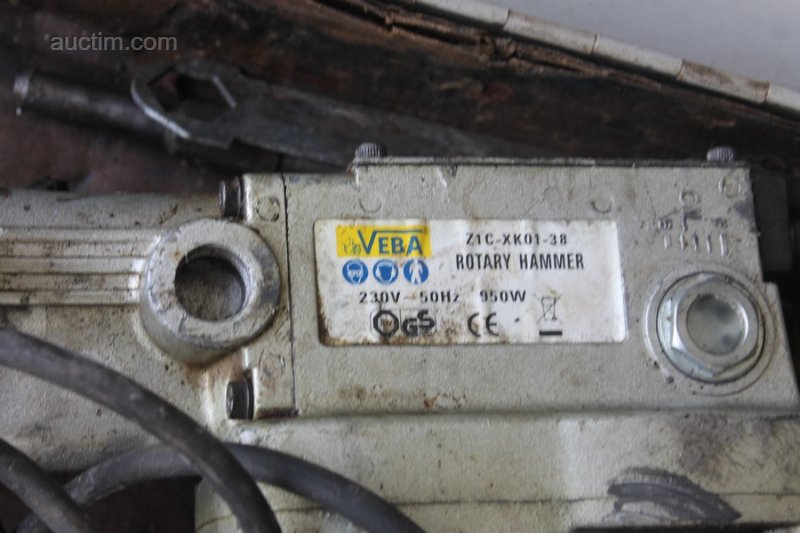 auctim.com
VEBA
Z1C-XK01-38
ROTARY HAMMER
230V~50Hz 950W
GS CE